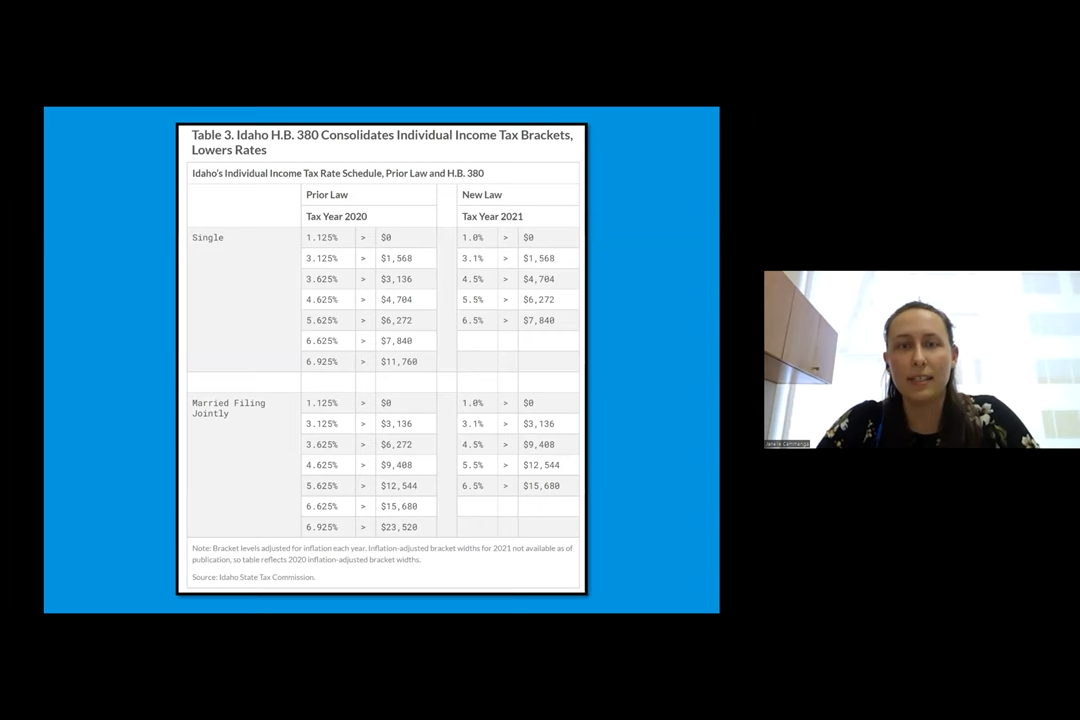 Table 3. Idaho H.B. 380 Consolidates Individual Income Tax Brackets,
Lowers Rates
Idaho's Individual Income Tax Rate Schedule, Prior Law and H.B. 380
Prior Law New Law
Tax Year 2020 Tax Year 2021
Single 1.125% > $0 1.0% > $0
3.125% > $1,568 3.1% > $1,568
3.625% > $3,136 4.5% > $4,704
4.625% > $4,704 5.5% > $6,272
5.625% > $6,272 6.5% > $7,840
6.625% > $7,840
6.925% > $11,760
Married Filing 1.125% > $0 1.0% > $0
Jointly
3.125% > $3,136 3.1% > $3,136
3.625% > $6,272 4.5% > $9,408
4.625% > $9,408 5.5% > $12,544
5.625% > $12,544 6.5% > $15,680
6.625% > $15,680
6.925% > $23,520
Note: Bracket levels adjusted for inflation each year. Inflation-adjusted bracket widths for 2021 not available as of
publication, so table reflects 2020 inflation-adjusted bracket widths.
Source: Idaho State Tax Commission.
Janelle Cammenga